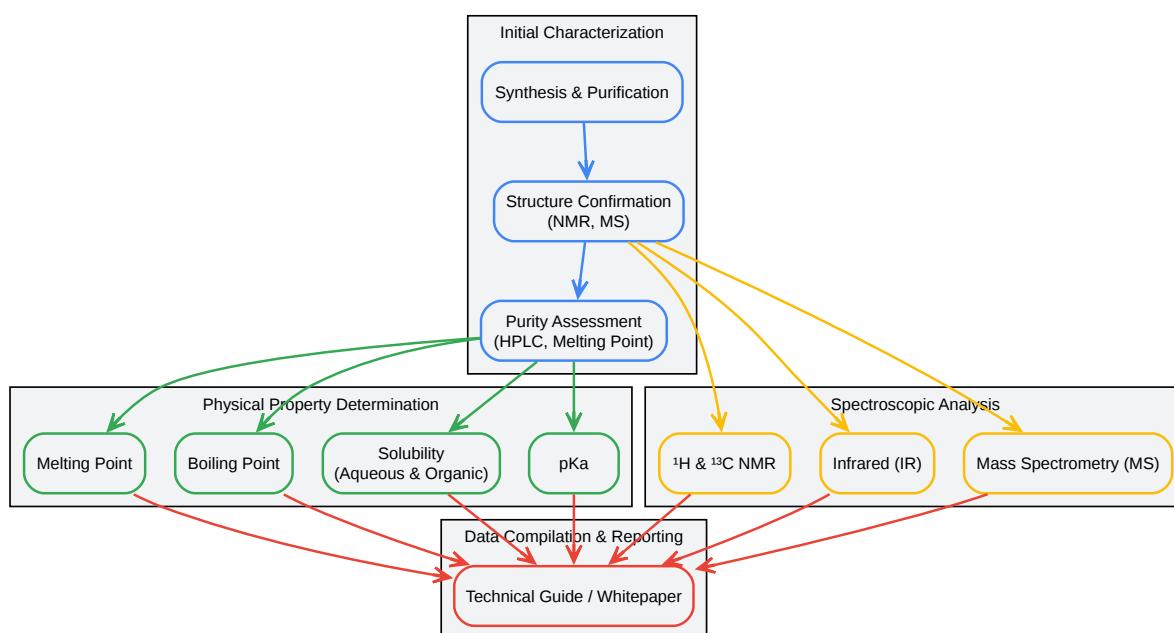 Initial Characterization
Synthesis & Purification
Structure Confirmation
(NMR, MS)
Purity Assessment
(HPLC, Melting Point)
Physical Property Determination
Spectroscopic Analysis
Melting Point
Boiling Point
Solubility
(Aqueous & Organic)
pKa
¹H & ¹³C NMR
Infrared (IR)
Mass Spectrometry (MS)
Data Compilation & Reporting
Technical Guide / Whitepaper